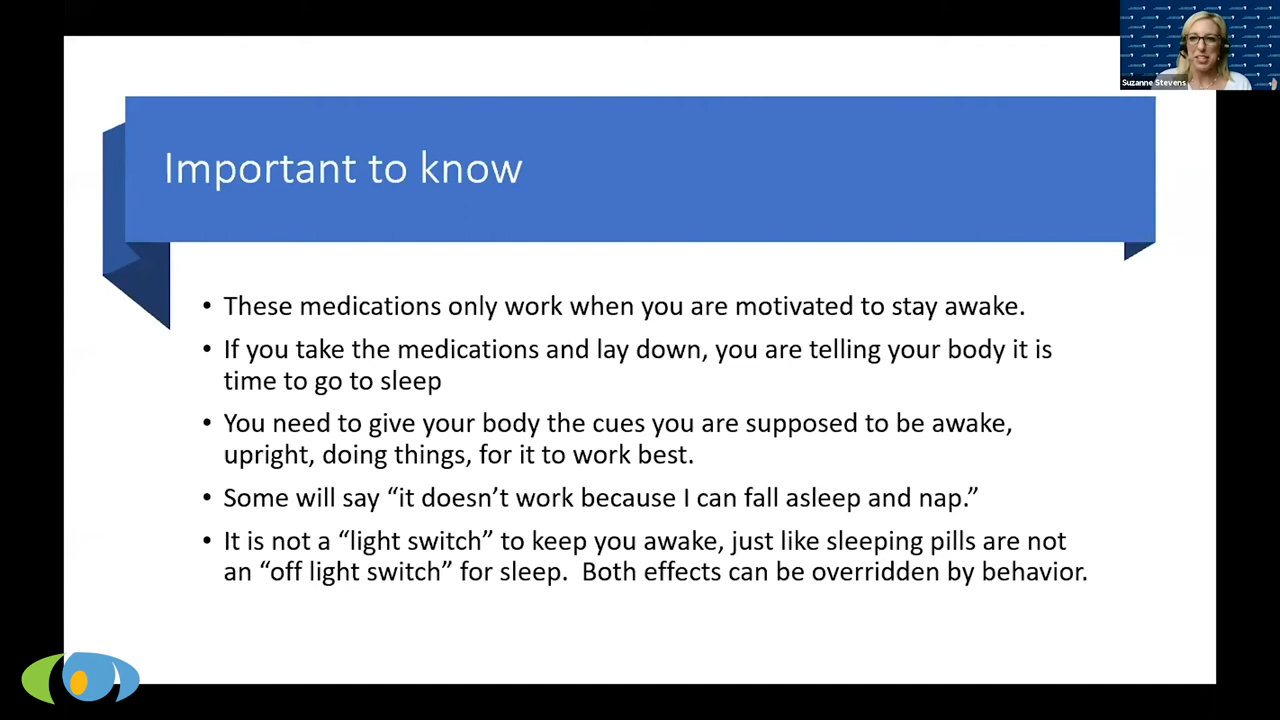 Suzanne Stevens
Important to know
• These medications only work when you are motivated to stay awake.
• If you take the medications and lay down, you are telling your body it is
time to go to sleep
• You need to give your body the cues you are supposed to be awake,
upright, doing things, for it to work best.
• Some will say “it doesn’t work because I can fall asleep and nap.”
• It is not a “light switch” to keep you awake, just like sleeping pills are not
an “off light switch” for sleep.  Both effects can be overridden by behavior.